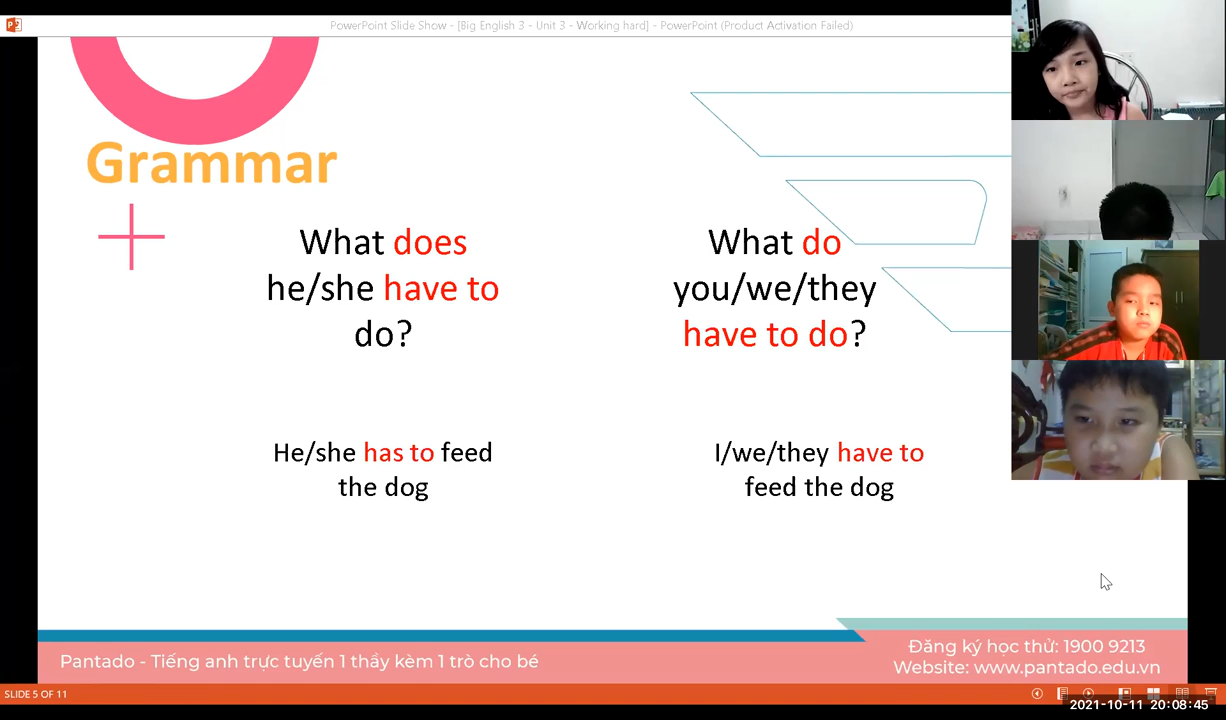 PowerPoint Slide Show - [Big English 3 - Unit 3 - Working hard] - PowerPoint (Product Activation Failed)
Grammar
What does
he/she have to
do?
What do
you/we/they
have to do?
He/she has to feed
the dog
I/we/they have to
feed the dog
Pantado - Tiếng anh trực tuyến 1 thầy kèm 1 trò cho bé
Đăng ký học thử: 1900 9213
Website: www.pantado.edu.vn
SLIDE 5 OF 11
2021-10-11 20:08:45